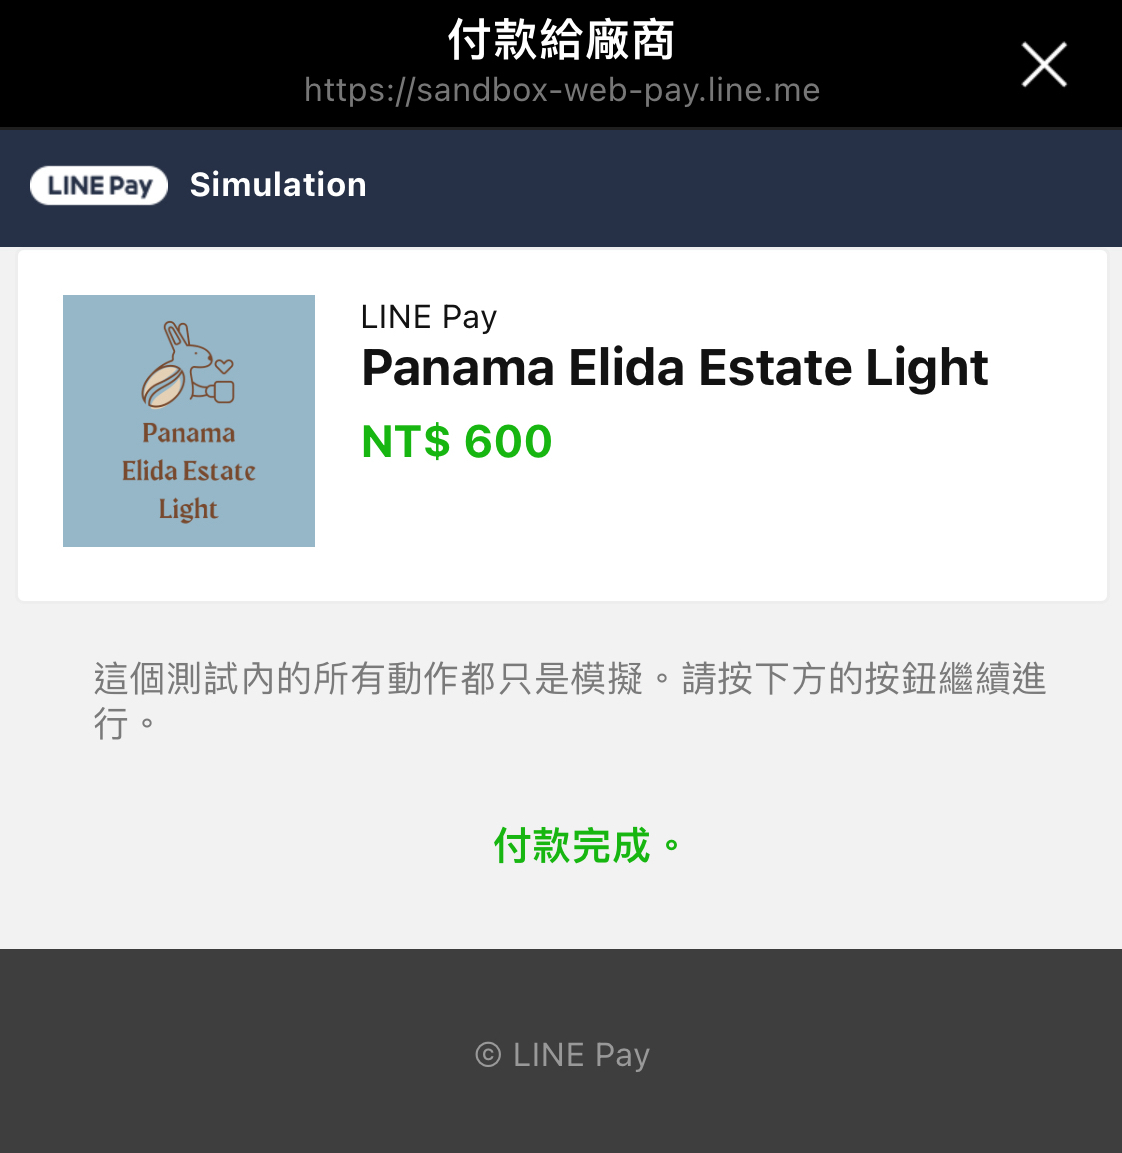 付款給廠商
https://sandbox-web-pay.line.me
LINE Pay Simulation
LINE Pay
Panama Elida Estate Light
NT$ 600
Panama
Elida Estate
Light
這個測試內的所有動作都只是模擬。請按下方的按鈕繼續進
行。
付款完成。
© LINE Pay